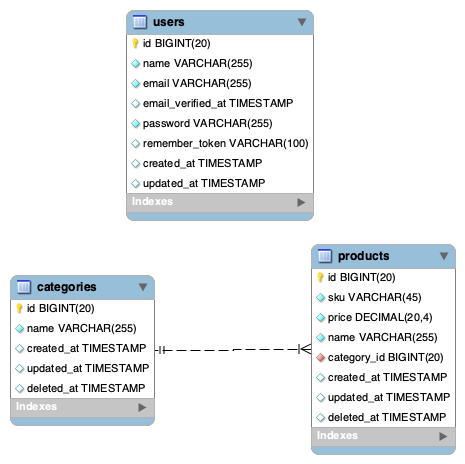 users
id BIGINT(20)
name VARCHAR(255)
email VARCHAR(255)
email_verified_at TIMESTAMP
password VARCHAR(255)
remember_token VARCHAR(100)
created_at TIMESTAMP
updated_at TIMESTAMP
Indexes
categories
id BIGINT(20)
name VARCHAR(255)
created_at TIMESTAMP
updated_at TIMESTAMP
deleted_at TIMESTAMP
Indexes
products
id BIGINT(20)
sku VARCHAR(45)
price DECIMAL(20,4)
name VARCHAR(255)
category_id BIGINT(20)
created_at TIMESTAMP
updated_at TIMESTAMP
deleted_at TIMESTAMP
Indexes